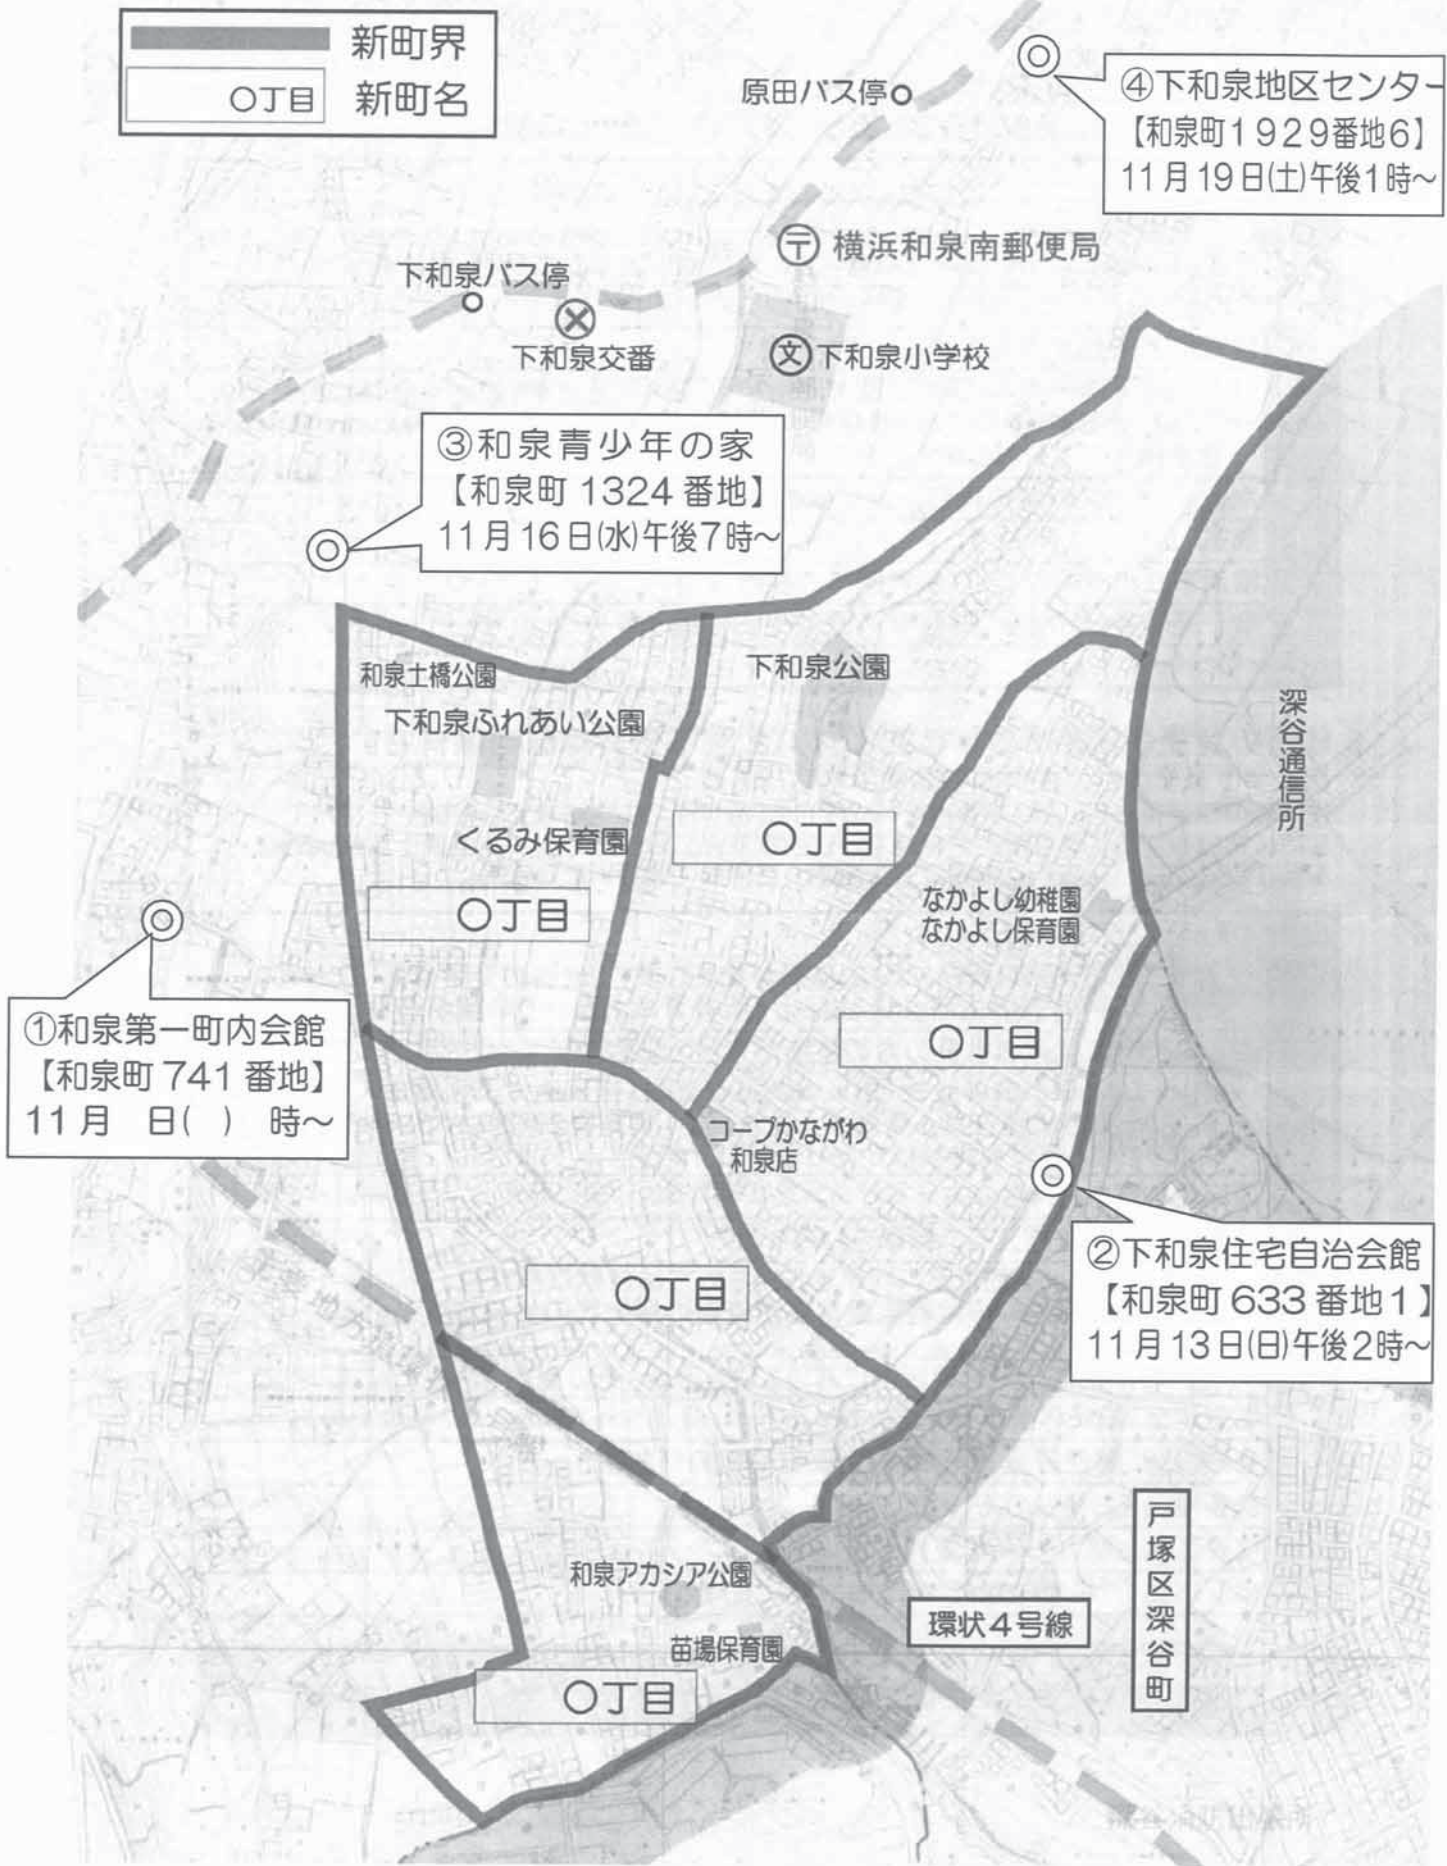 新町界
〇丁目 新町名
原田バス停
④下和泉地区センター
【和泉町1929番地6】
11月19日(土)午後1時～
横浜和泉南郵便局
下和泉バス停
下和泉交番
文 下和泉小学校
③和泉青少年の家
【和泉町1324番地】
11月16日(水)午後7時～
和泉土橋公園
下和泉ふれあい公園
下和泉公園
深谷通信所
くるみ保育園
〇丁目
〇丁目
なかよし幼稚園
なかよし保育園
〇丁目
①和泉第一町内会館
【和泉町741番地】
11月 日( ) 時～
コープかながわ
和泉店
②下和泉住宅自治会館
【和泉町633番地1】
11月13日(日)午後2時～
〇丁目
和泉アカシア公園
苗場保育園
〇丁目
環状4号線
戸塚区深谷町